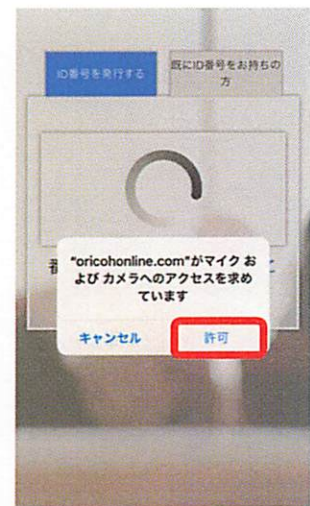 ID番号を発行する
既にID番号をお持ちの
方
"oricohonline.com"がマイク お
よび カメラへのアクセスを求め
ています
キャンセル
許可